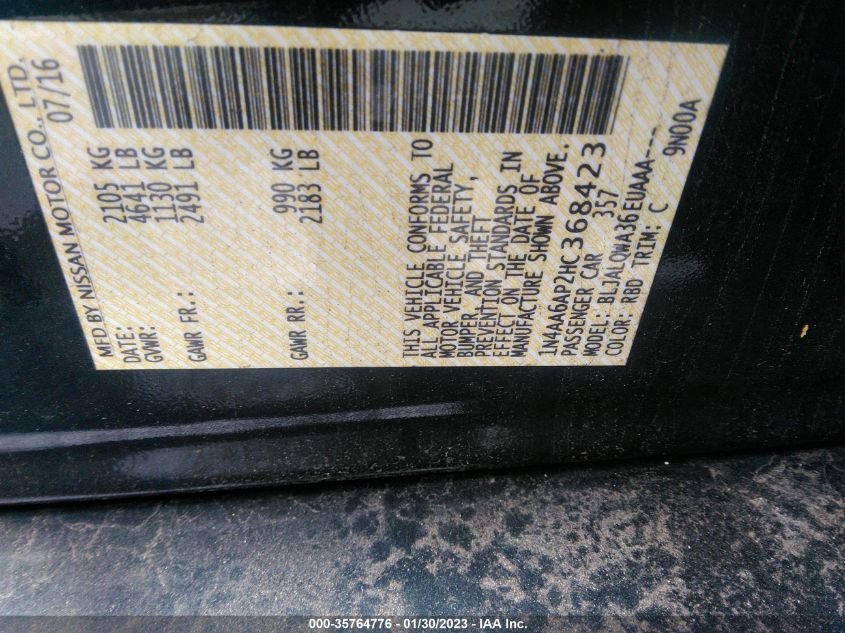 MFD BY NISSAN MOTOR CO., LTD.
DATE: 07/16
GVWR: 2105 KG
4641 LB
GAWR FR.: 1130 KG
2491 LB
GAWR RR.: 990 KG
2183 LB
THIS VEHICLE CONFORMS TO
ALL APPLICABLE FEDERAL
MOTOR VEHICLE SAFETY,
BUMPER, AND THEFT
PREVENTION STANDARDS IN
EFFECT ON THE DATE OF
MANUFACTURE SHOWN ABOVE.
1N4AA6AP2HC368423
PASSENGER CAR 357
MODEL: BLJALQWA36EUAAA---
COLOR: RBD TRIM: C 9N00A
000-35764776 - 01/30/2023 - IAA Inc.